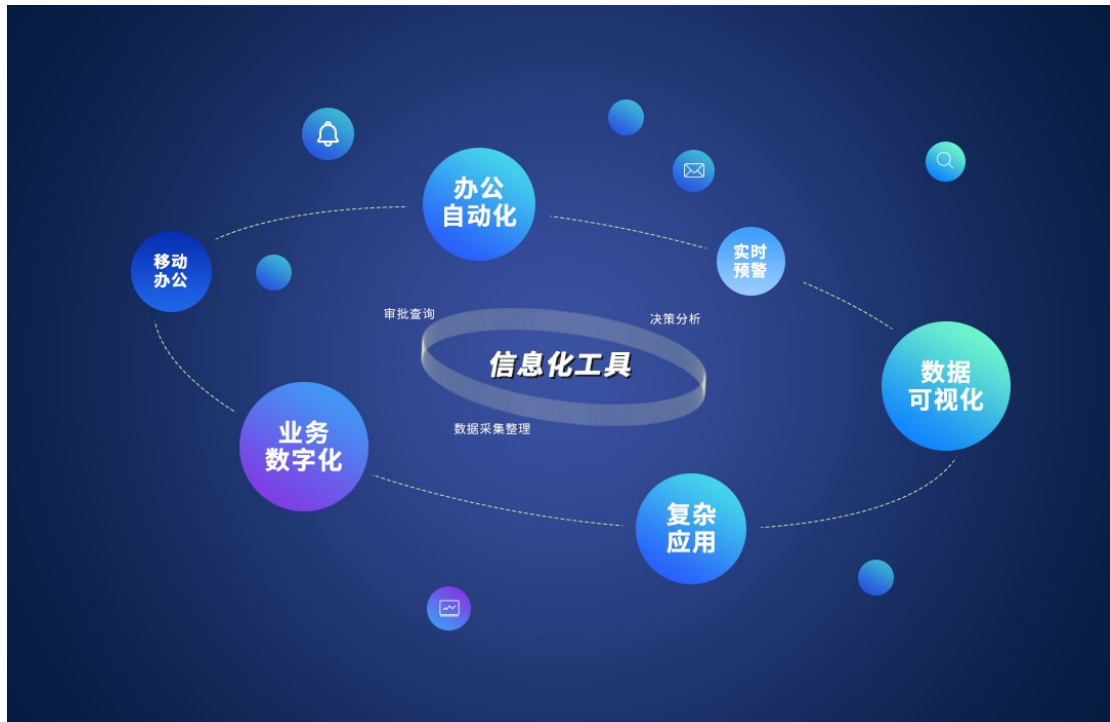 办公
自动化
移动
办公
实时
预警
审批查询
决策分析
信息化工具
数据
可视化
数据采集整理
业务
数字化
复杂
应用